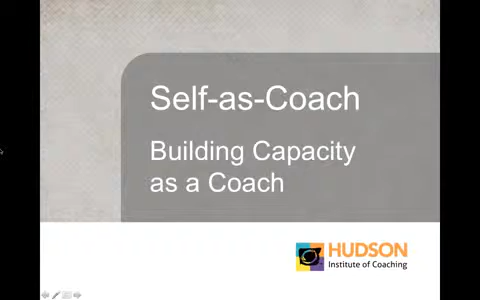 Self-as-Coach
Building Capacity
as a Coach
HUDSON
Institute of Coaching